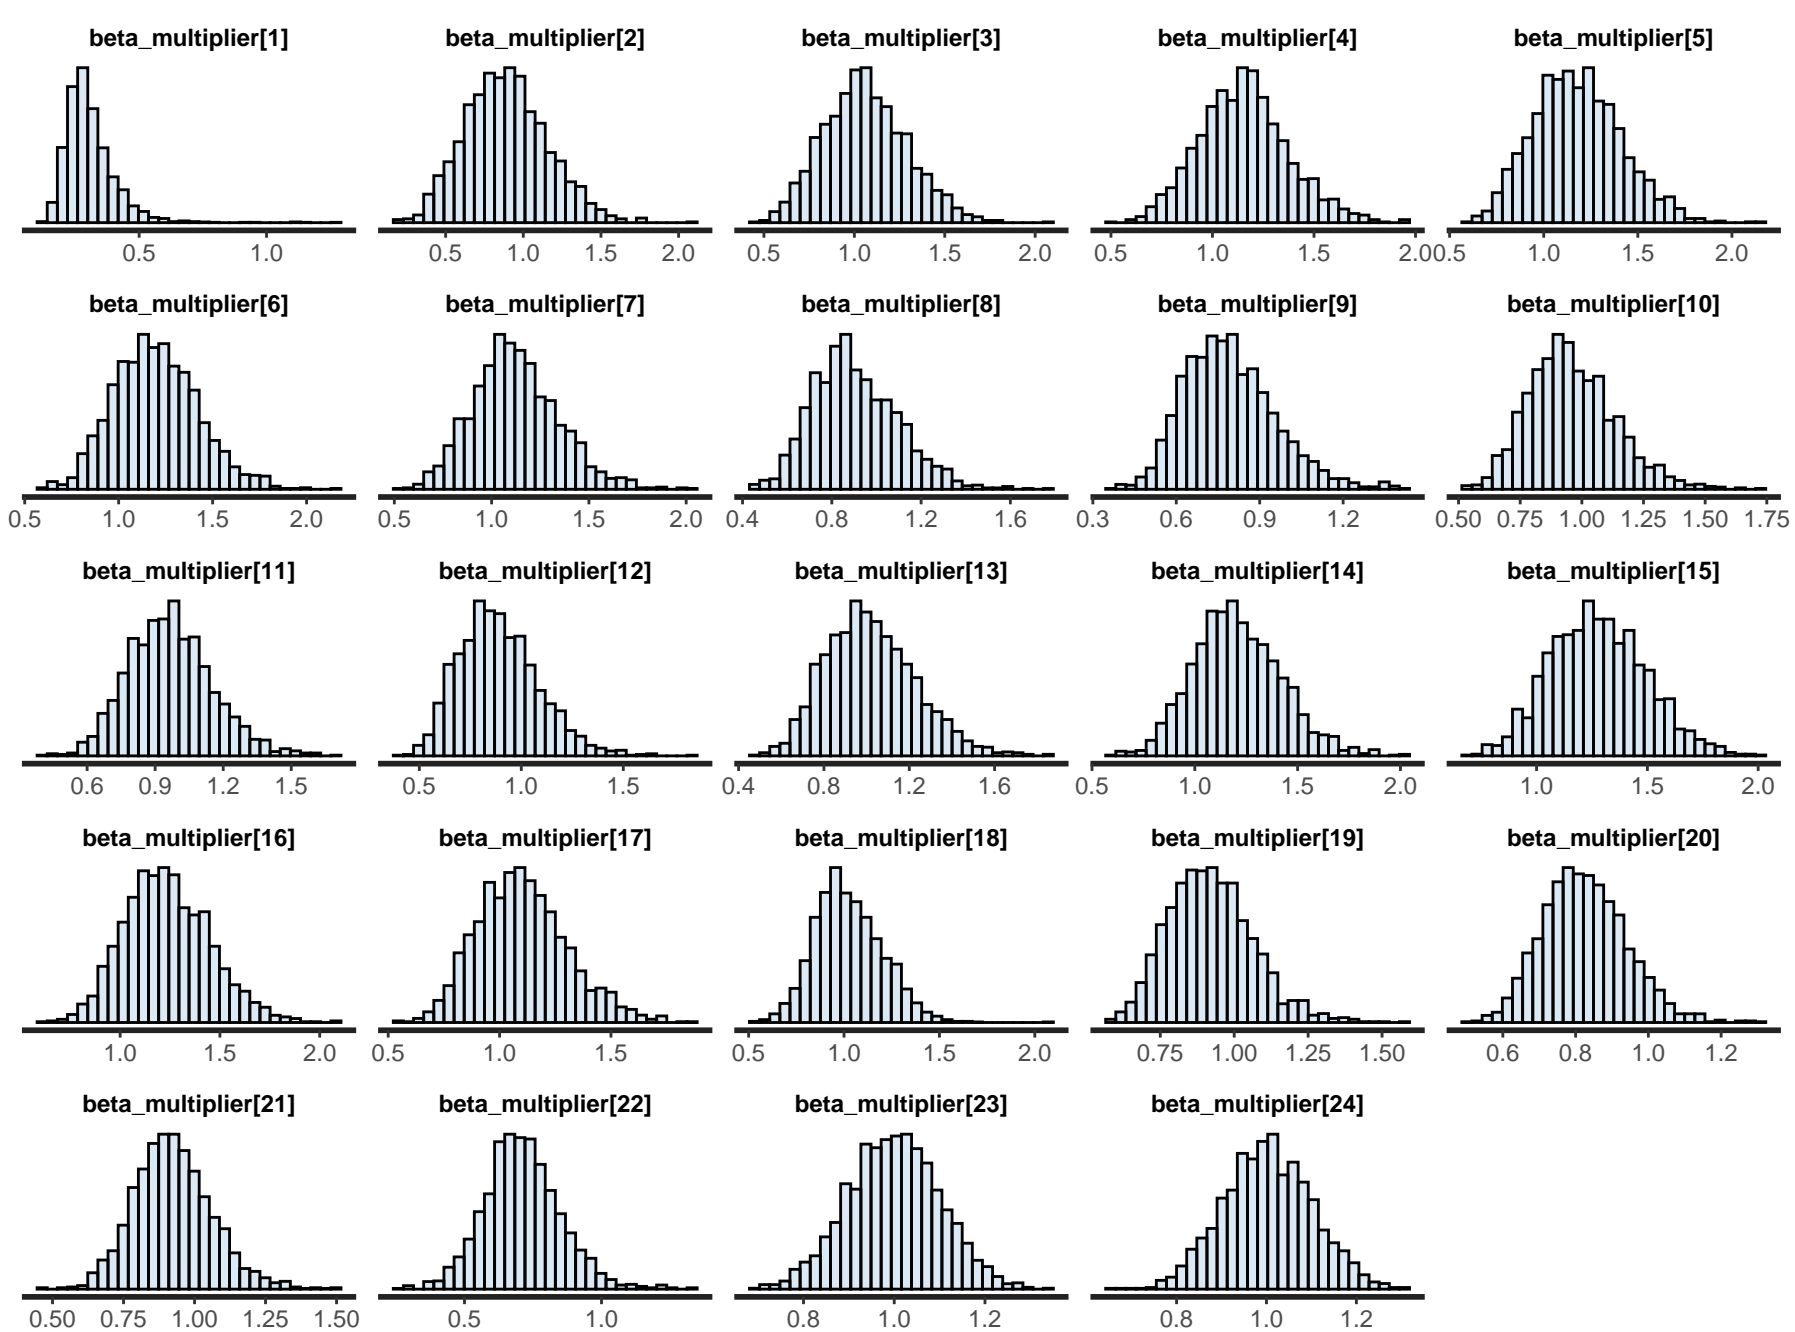 beta_multiplier[1] beta_multiplier[2] beta_multiplier[3] beta_multiplier[4] beta_multiplier[5]
0.5 1.0 0.5 1.0 1.5 2.0 0.5 1.0 1.5 2.0 0.5 1.0 1.5 2.0 0.5 1.0 1.5 2.0
beta_multiplier[6] beta_multiplier[7] beta_multiplier[8] beta_multiplier[9] beta_multiplier[10]
0.5 1.0 1.5 2.0 0.5 1.0 1.5 2.0 0.4 0.8 1.2 1.6 0.3 0.6 0.9 1.2 0.50 0.75 1.00 1.25 1.50 1.75
beta_multiplier[11] beta_multiplier[12] beta_multiplier[13] beta_multiplier[14] beta_multiplier[15]
0.6 0.9 1.2 1.5 0.5 1.0 1.5 0.4 0.8 1.2 1.6 0.5 1.0 1.5 2.0 1.0 1.5 2.0
beta_multiplier[16] beta_multiplier[17] beta_multiplier[18] beta_multiplier[19] beta_multiplier[20]
1.0 1.5 2.0 0.5 1.0 1.5 0.5 1.0 1.5 2.0 0.75 1.00 1.25 1.50 0.6 0.8 1.0 1.2
beta_multiplier[21] beta_multiplier[22] beta_multiplier[23] beta_multiplier[24]
0.50 0.75 1.00 1.25 1.50 0.5 1.0 0.8 1.0 1.2 0.8 1.0 1.2